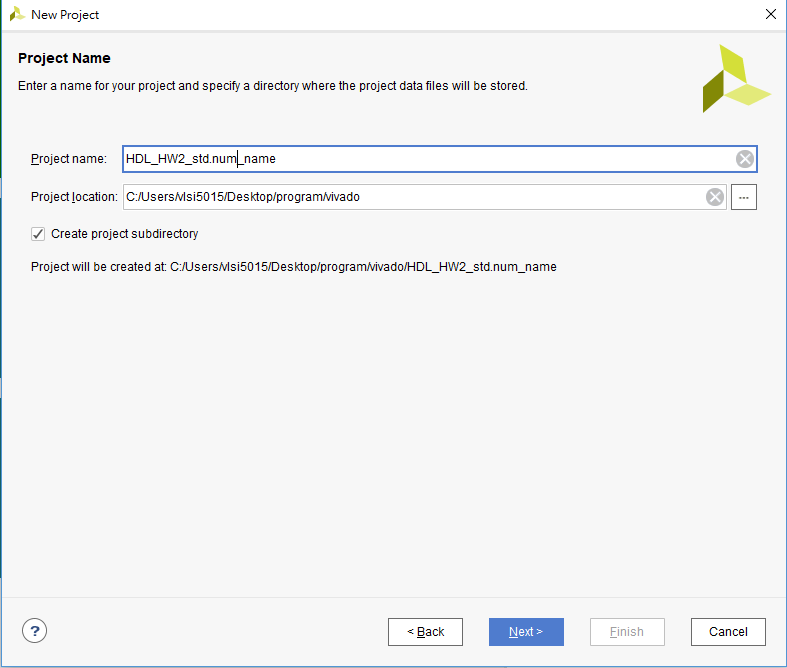 New Project
Project Name
Enter a name for your project and specify a directory where the project data files will be stored.
Project name: HDL_HW2_std.num_name
Project location: C:/Users/vlsi5015/Desktop/program/vivado ...
Create project subdirectory
Project will be created at: C:/Users/vlsi5015/Desktop/program/vivado/HDL_HW2_std.num_name
? < Back Next > Finish Cancel